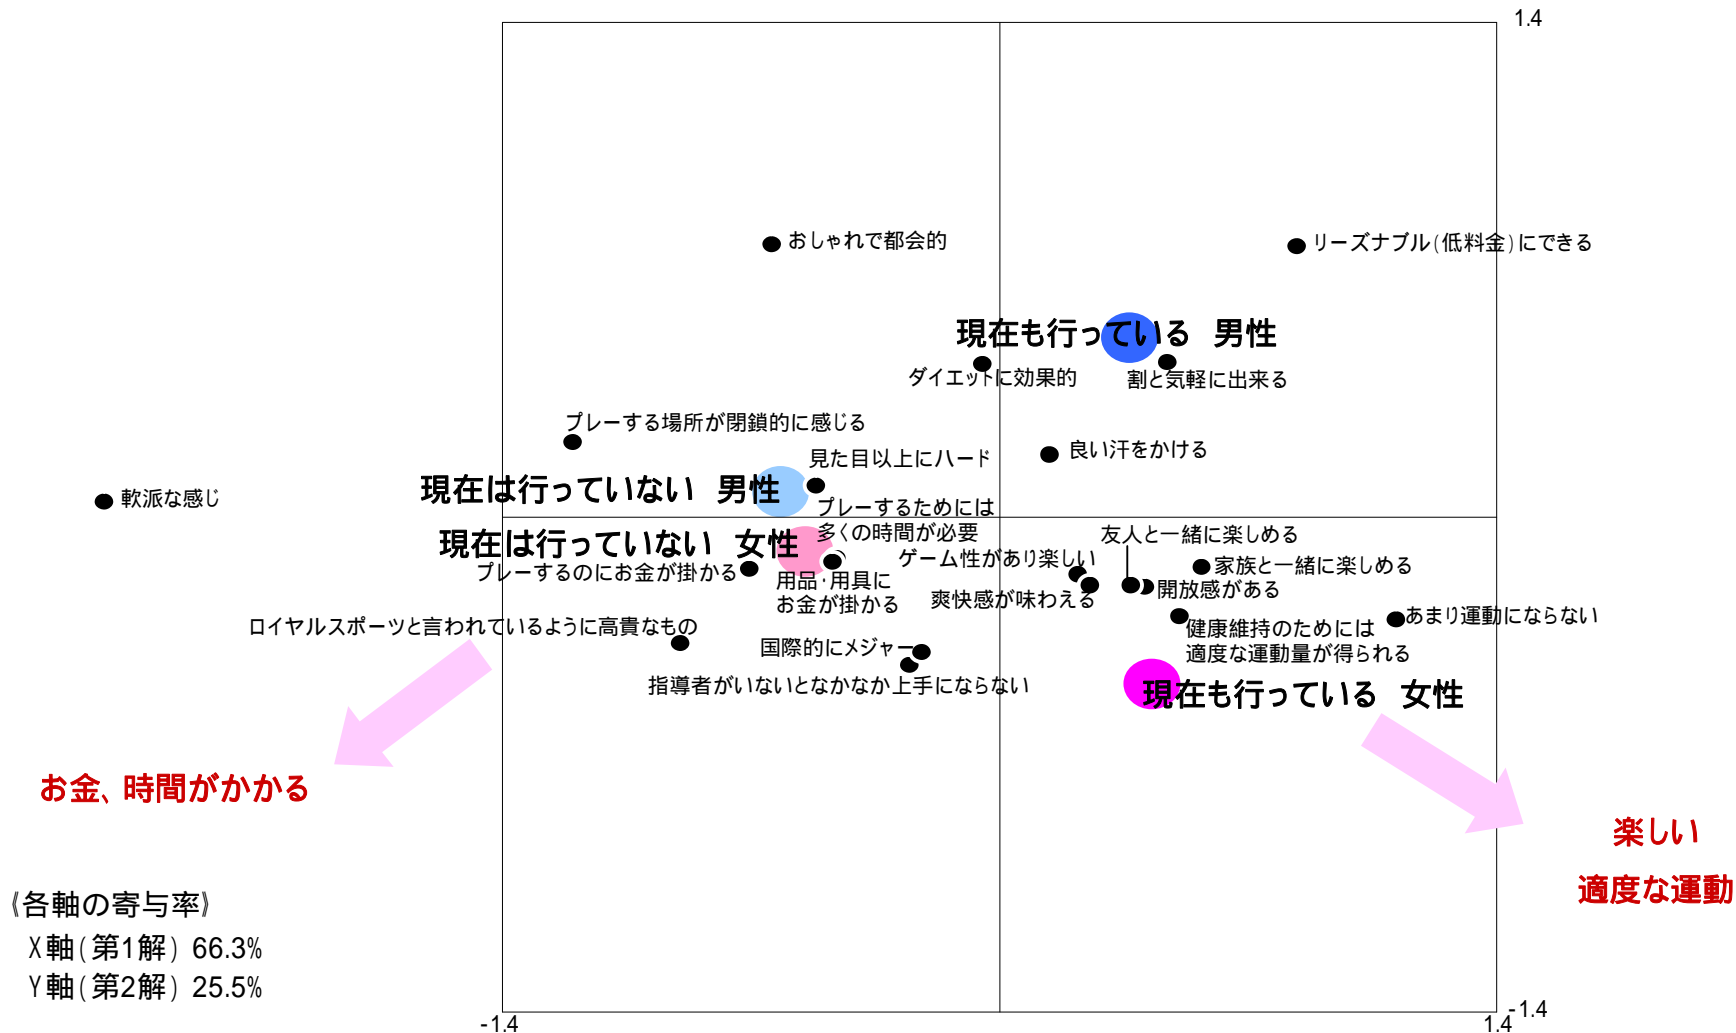 1.4
おしゃれで都会的
リーズナブル(低料金)にできる
現在も行っている 男性
ダイエットに効果的
割と気軽に出来る
プレーする場所が閉鎖的に感じる
良い汗をかける
見た目以上にハード
現在は行っていない 男性
軟派な感じ
プレーするためには
多くの時間が必要
現在は行っていない 女性
友人と一緒に楽しめる
ゲーム性があり楽しい
家族と一緒に楽しめる
プレーするのにお金が掛かる
用品・用具に
お金が掛かる
爽快感が味わえる
開放感がある
あまり運動にならない
ロイヤルスポーツと言われているように高貴なもの
健康維持のためには
適度な運動量が得られる
国際的にメジャー
指導者がいないとなかなか上手にならない
現在も行っている 女性
お金、時間がかかる
楽しい
適度な運動
《各軸の寄与率》
X軸(第1解) 66.3%
Y軸(第2解) 25.5%
-1.4
1.4
-1.4